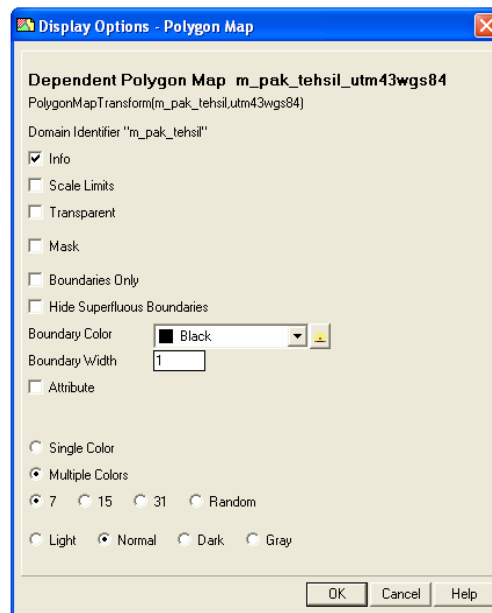 Display Options - Polygon Map
Dependent Polygon Map m_pak_tehsil_utm43wgs84
PolygonMapTransform(m_pak_tehsil,utm43wgs84)
Domain Identifier "m_pak_tehsil"
Info
Scale Limits
Transparent
Mask
Boundaries Only
Hide Superfluous Boundaries
Boundary Color Black
Boundary Width 1
Attribute
Single Color
Multiple Colors
7 15 31 Random
Light Normal Dark Gray
OK Cancel Help